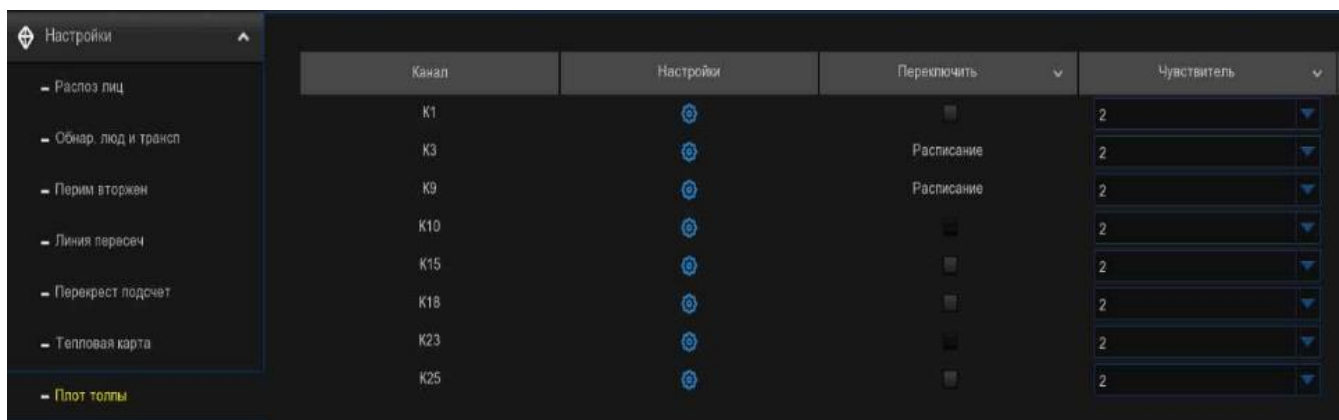 Настройки
Распоз лиц
Обнар. люд и трансп
Перим вторжен
Линия пересеч
Перекрест подсчет
Тепловая карта
Плот толпы
Канал Настройки Переключить Чувствитель
К1 2
К3 Расписание 2
К9 Расписание 2
К10 2
К15 2
К18 2
К23 2
К25 2